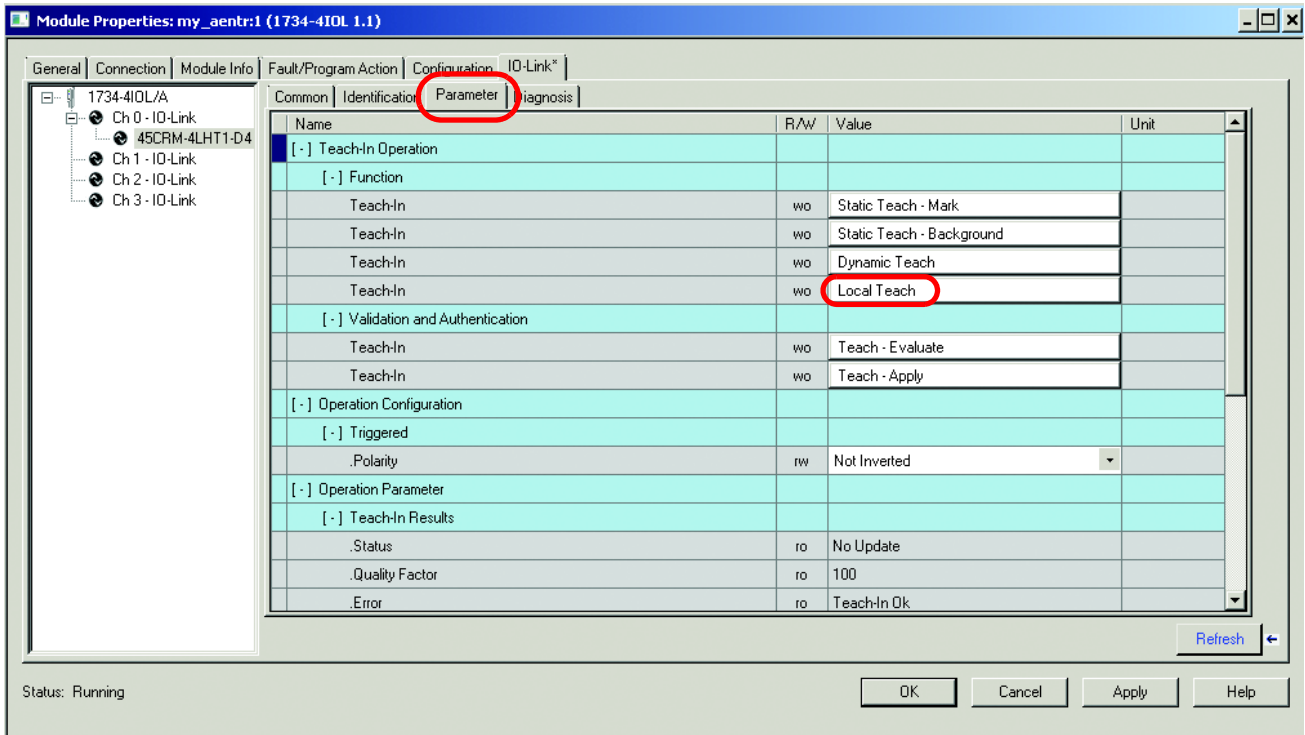 Module Properties: my_aentr:1 (1734-4IOL 1.1)
General Connection Module Info Fault/Program Action Configuration IO-Link*
1734-4IOL/A
Ch 0 - IO-Link
45CRM-4LHT1-D4
Ch 1 - IO-Link
Ch 2 - IO-Link
Ch 3 - IO-Link
Common Identification Parameter Diagnosis
Name R/W Value Unit
[-] Teach-In Operation
[-] Function
Teach-In wo Static Teach - Mark
Teach-In wo Static Teach - Background
Teach-In wo Dynamic Teach
Teach-In wo Local Teach
[-] Validation and Authentication
Teach-In wo Teach - Evaluate
Teach-In wo Teach - Apply
[-] Operation Configuration
[-] Triggered
.Polarity rw Not Inverted
[-] Operation Parameter
[-] Teach-In Results
.Status ro No Update
.Quality Factor ro 100
.Error ro Teach-In Ok
Refresh
Status: Running
OK Cancel Apply Help